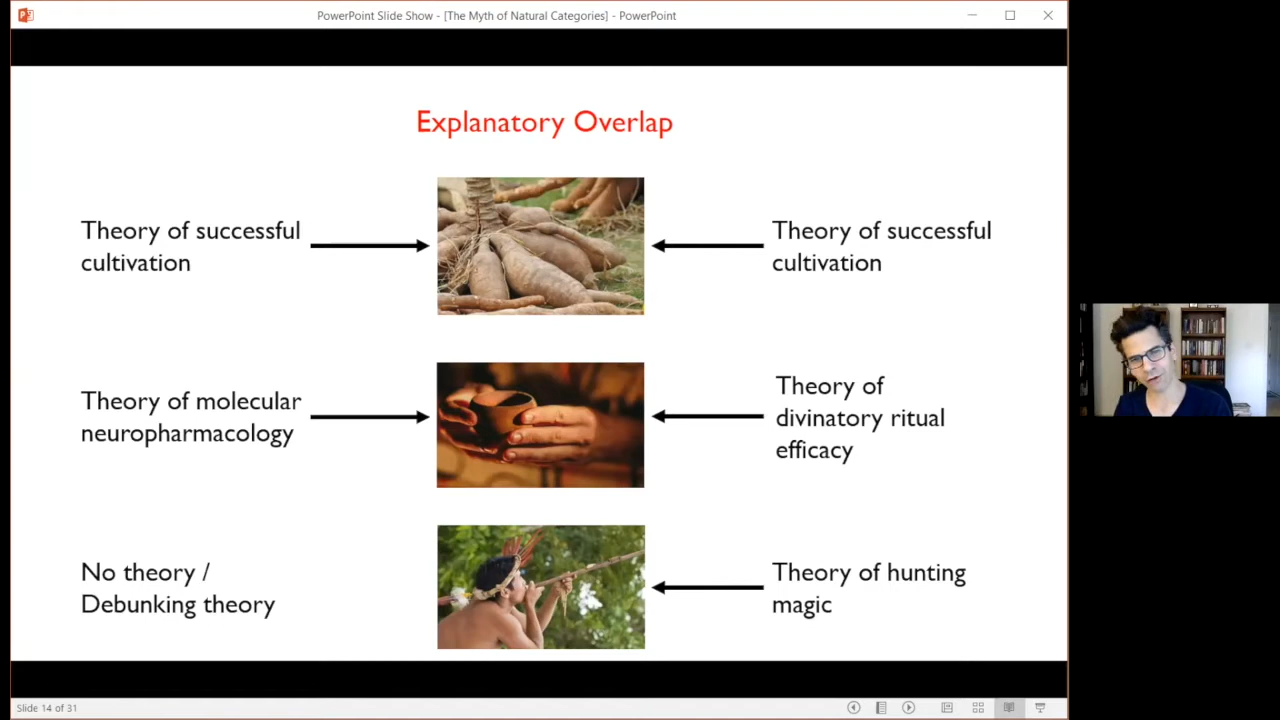 PowerPoint Slide Show - [The Myth of Natural Categories] - PowerPoint
Explanatory Overlap
Theory of successful
cultivation
Theory of successful
cultivation
Theory of molecular
neuropharmacology
Theory of
divinatory ritual
efficacy
No theory /
Debunking theory
Theory of hunting
magic
Slide 14 of 31